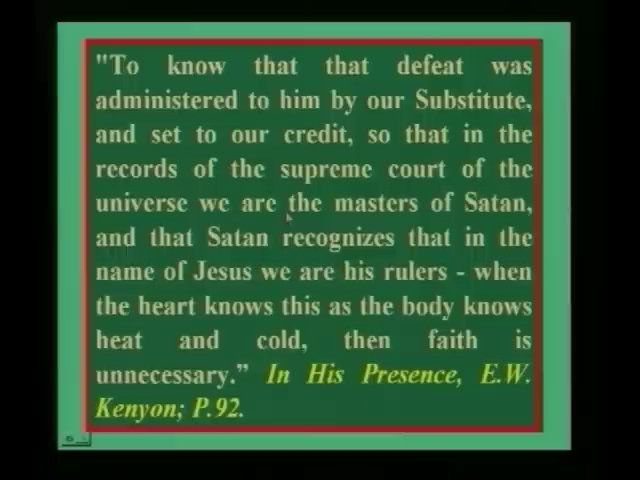 "To know that that defeat was
administered to him by our Substitute,
and set to our credit, so that in the
records of the supreme court of the
universe we are the masters of Satan,
and that Satan recognizes that in the
name of Jesus we are his rulers - when
the heart knows this as the body knows
heat and cold, then faith is
unnecessary.” In His Presence, E.W.
Kenyon; P.92.